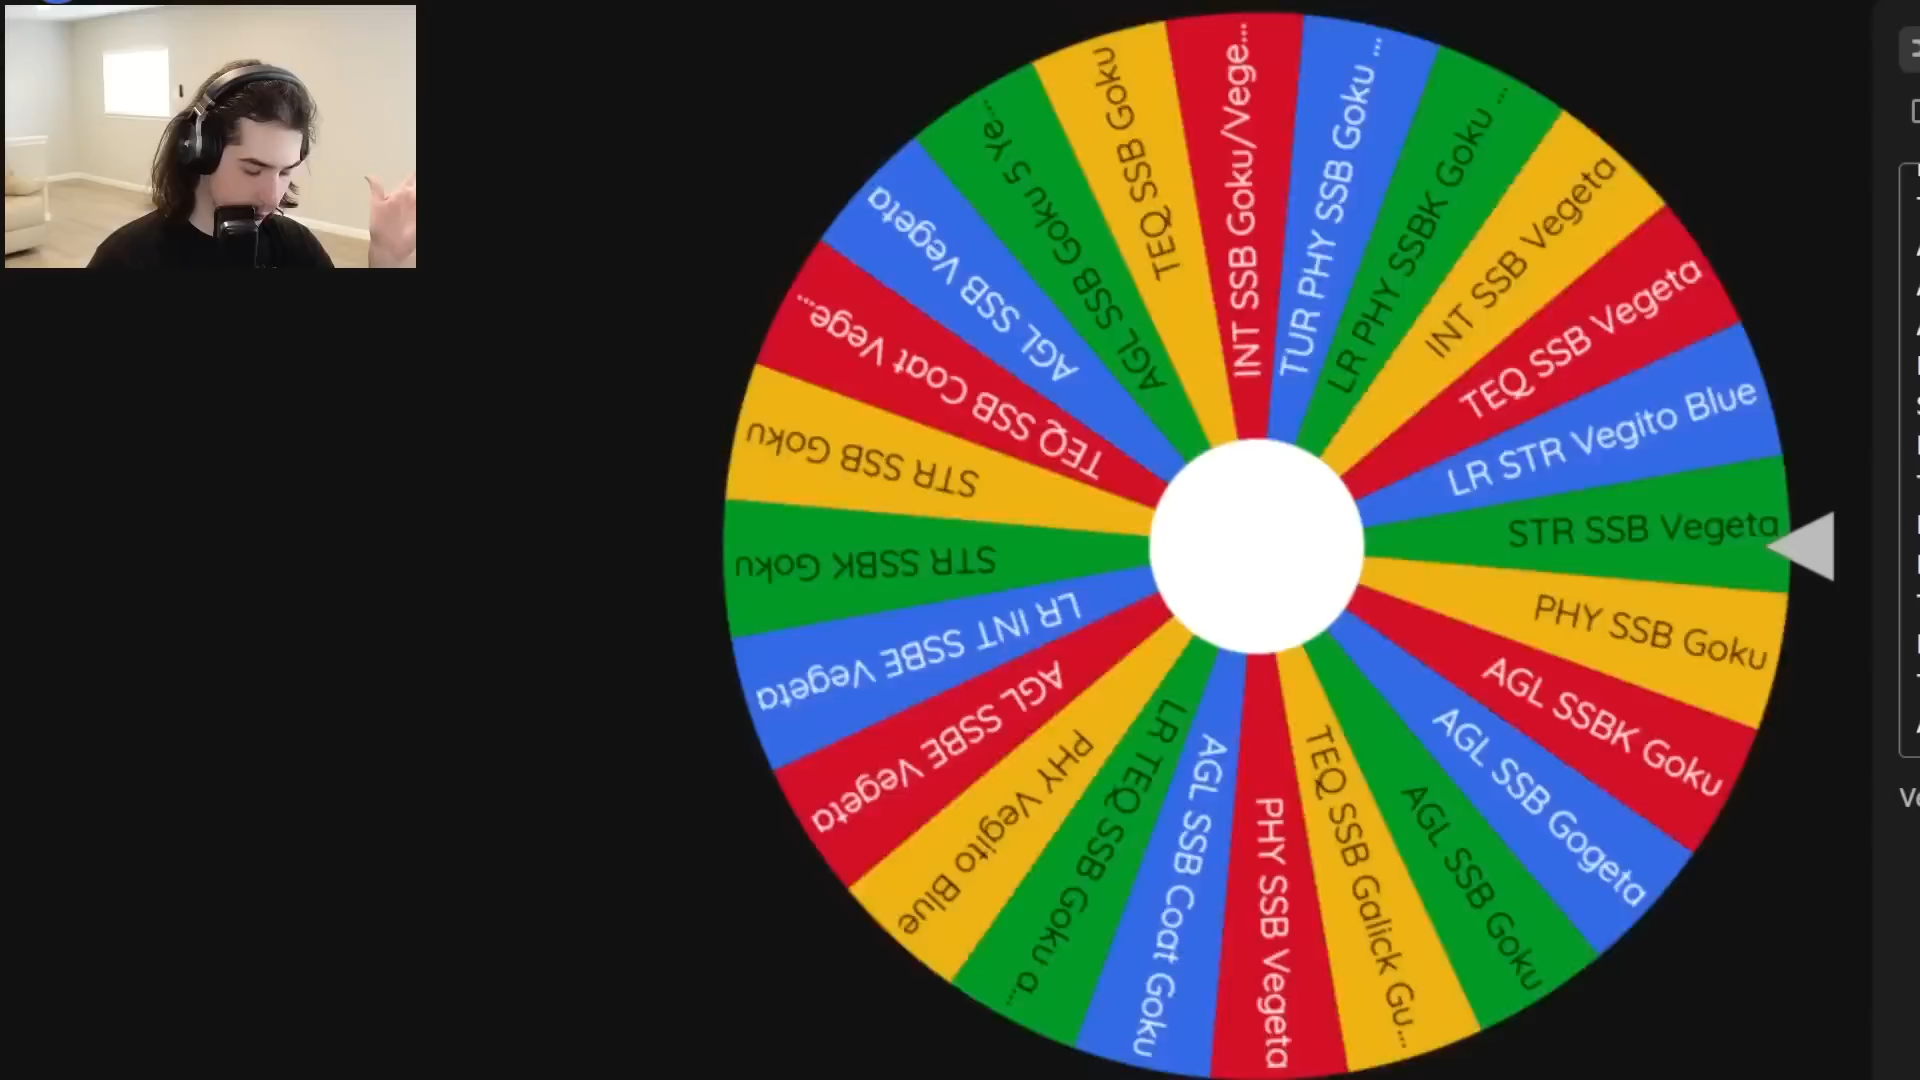 INT SSB Goku/Vege...
TUR PHY SSB Goku ...
LR PHY SSBK Goku ...
INT SSB Vegeta
TEQ SSB Vegeta
LR STR Vegito Blue
STR SSB Vegeta
PHY SSB Goku
AGL SSBK Goku
AGL SSB Gogeta
AGL SSB Goku
TEQ SSB Galick Gu...
PHY SSB Vegeta
AGL SSB Coat Goku
LR TEQ SSB Goku a...
PHY Vegito Blue
AGL SSBE Vegeta
LR INT SSBE Vegeta
STR SSBK Goku
STR SSB Goku
TEQ SSB Coat Vege...
AGL SSB Vegeta
AGL SSB Goku 5 Ye...
TEQ SSB Goku
Ve